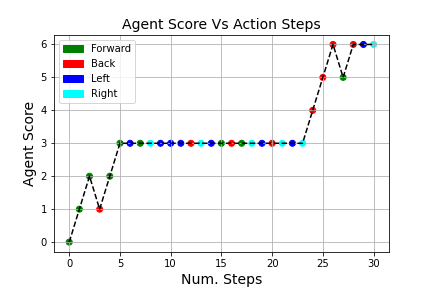 Agent Score Vs Action Steps
Agent Score
6
5
4
3
2
1
0
Forward
Back
Left
Right
0 5 10 15 20 25 30
Num. Steps